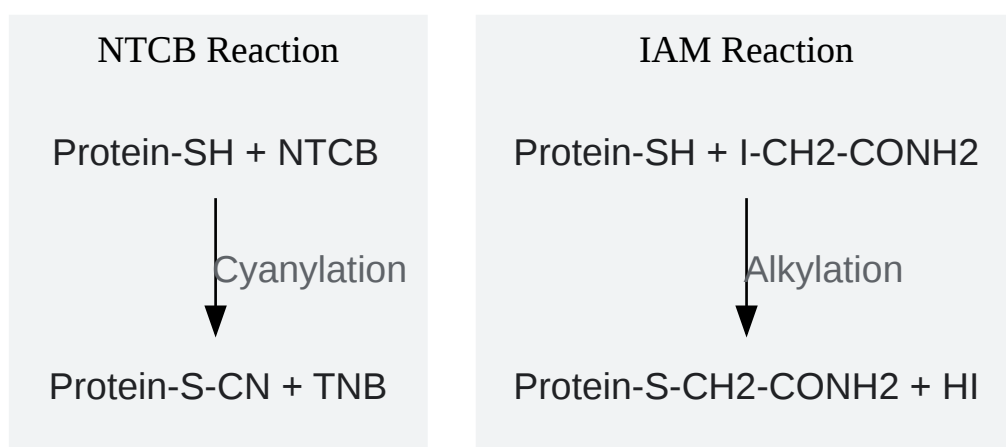 NTCB Reaction
Protein-SH + NTCB
Cyanylation
Protein-S-CN + TNB
IAM Reaction
Protein-SH + I-CH2-CONH2
Alkylation
Protein-S-CH2-CONH2 + HI